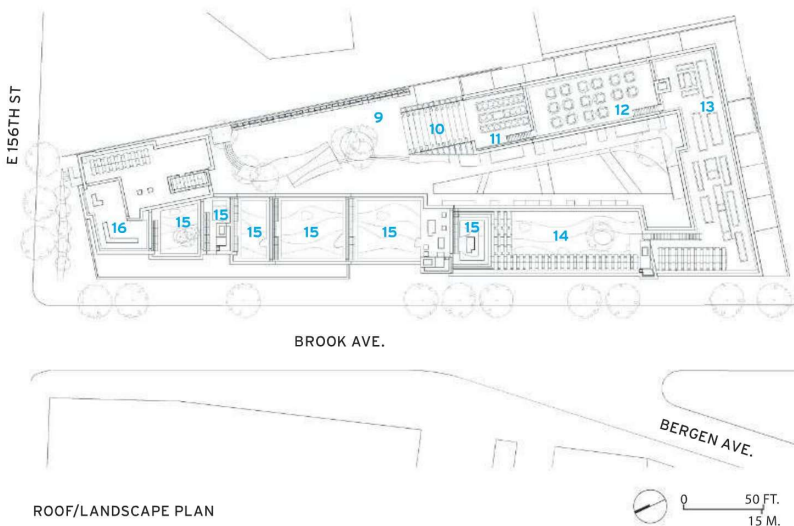 E 156TH ST
9
10
11
12
13
16
15
15
15
15
15
15
14
BROOK AVE.
BERGEN AVE.
ROOF/LANDSCAPE PLAN
0 50 FT.
15 M.